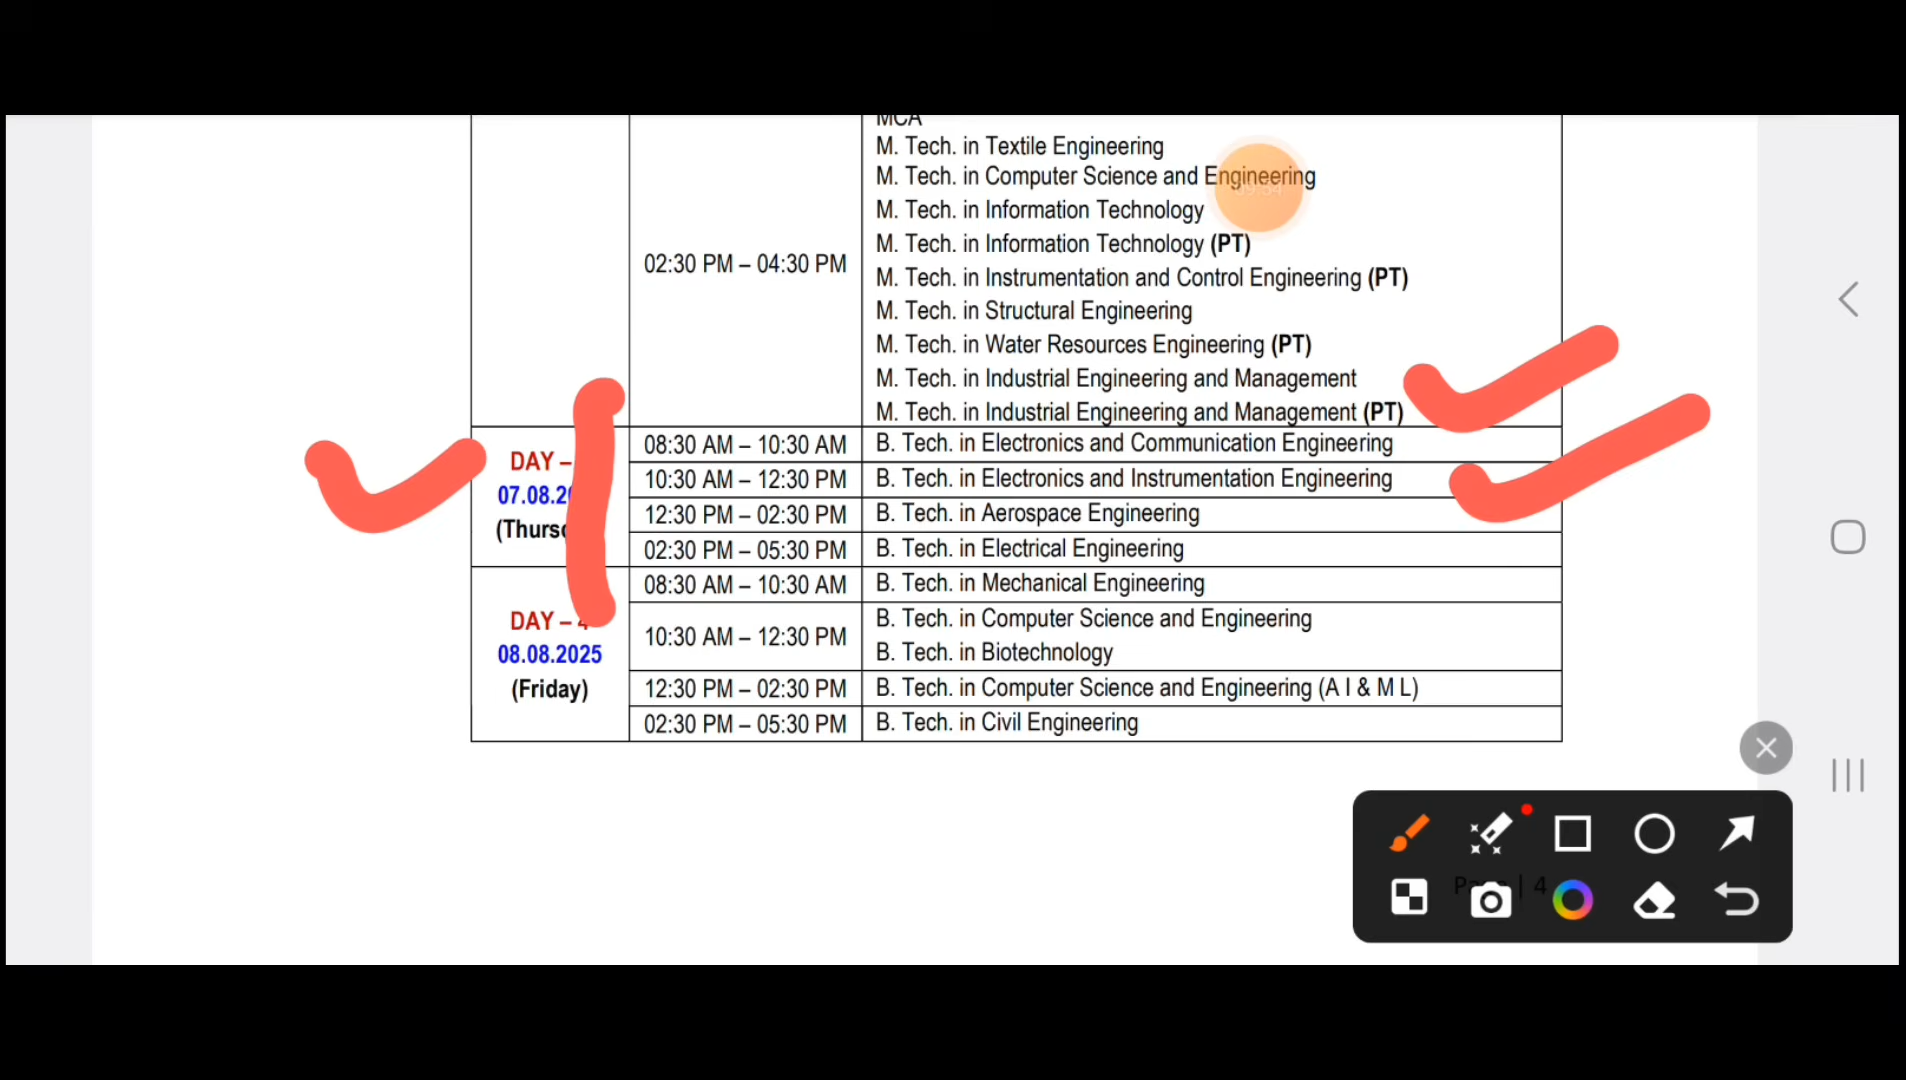 MCA
M. Tech. in Textile Engineering
M. Tech. in Computer Science and Engineering
M. Tech. in Information Technology
M. Tech. in Information Technology (PT)
02:30 PM – 04:30 PM
M. Tech. in Instrumentation and Control Engineering (PT)
M. Tech. in Structural Engineering
M. Tech. in Water Resources Engineering (PT)
M. Tech. in Industrial Engineering and Management
M. Tech. in Industrial Engineering and Management (PT)
DAY –
07.08.2
(Thurs
08:30 AM – 10:30 AM B. Tech. in Electronics and Communication Engineering
10:30 AM – 12:30 PM B. Tech. in Electronics and Instrumentation Engineering
12:30 PM – 02:30 PM B. Tech. in Aerospace Engineering
02:30 PM – 05:30 PM B. Tech. in Electrical Engineering
DAY – 4
08.08.2025
(Friday)
08:30 AM – 10:30 AM B. Tech. in Mechanical Engineering
10:30 AM – 12:30 PM B. Tech. in Computer Science and Engineering
B. Tech. in Biotechnology
12:30 PM – 02:30 PM B. Tech. in Computer Science and Engineering (A I & M L)
02:30 PM – 05:30 PM B. Tech. in Civil Engineering
| 4